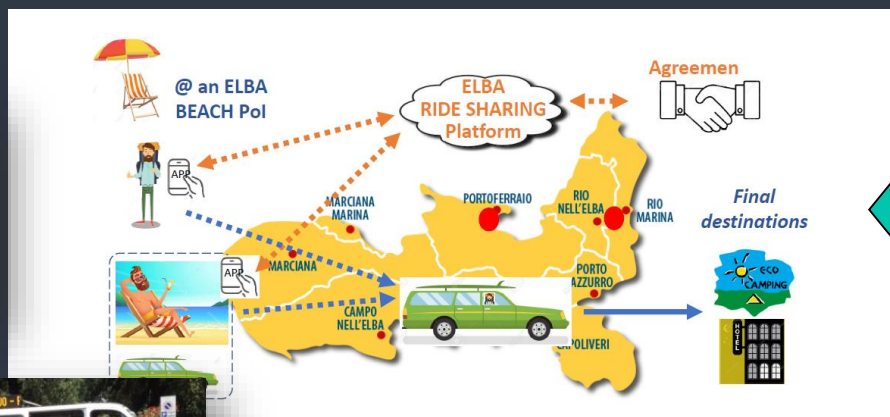 @ an ELBA
BEACH PoI
ELBA
RIDE SHARING
Platform
Agreemen
APP
MARCIANA
MARINA
PORTOFERRAIO
RIO
NELL'ELBA
RIO
MARINA
Final
destinations
APP
MARCIANA
ECO
CAMPING
PORTO
AZZURRO
CAMPO
NELL'ELBA
HOTEL